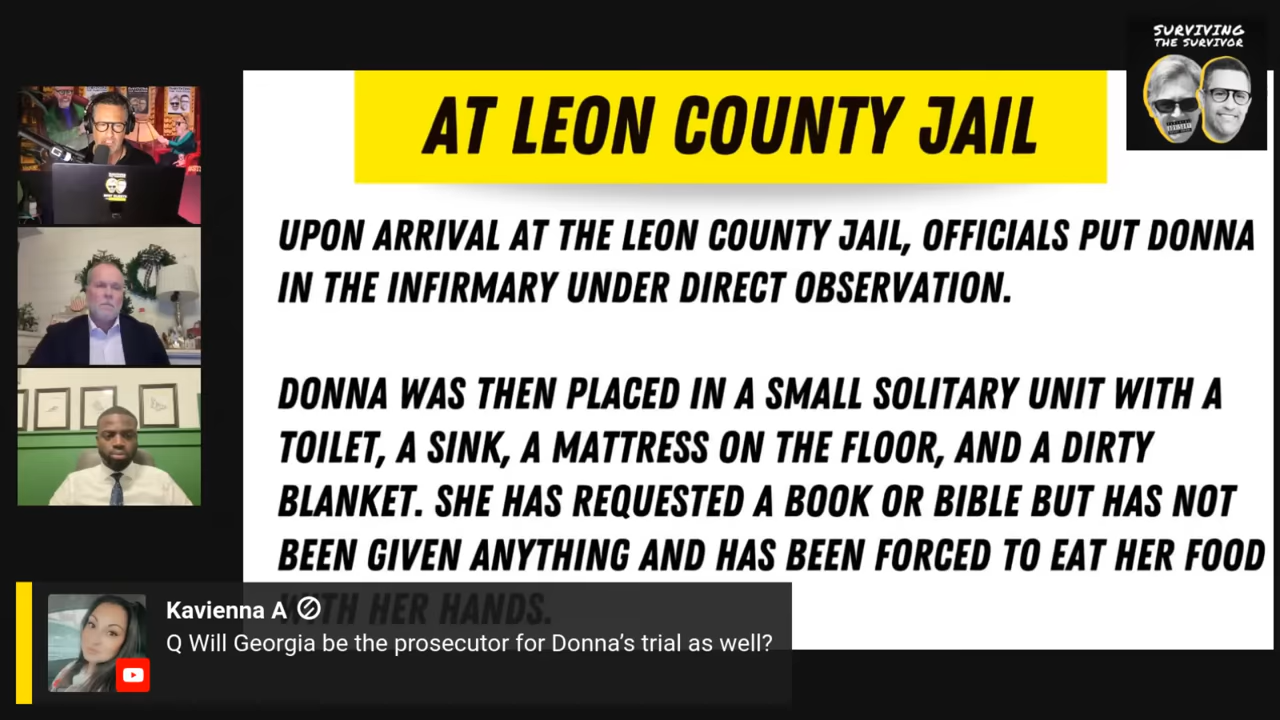 SURVIVING
THE SURVIVOR
AT LEON COUNTY JAIL
UPON ARRIVAL AT THE LEON COUNTY JAIL, OFFICIALS PUT DONNA
IN THE INFIRMARY UNDER DIRECT OBSERVATION.
DONNA WAS THEN PLACED IN A SMALL SOLITARY UNIT WITH A
TOILET, A SINK, A MATTRESS ON THE FLOOR, AND A DIRTY
BLANKET. SHE HAS REQUESTED A BOOK OR BIBLE BUT HAS NOT
BEEN GIVEN ANYTHING AND HAS BEEN FORCED TO EAT HER FOOD
WITH HER HANDS.
Kavienna A
Q Will Georgia be the prosecutor for Donna’s trial as well?